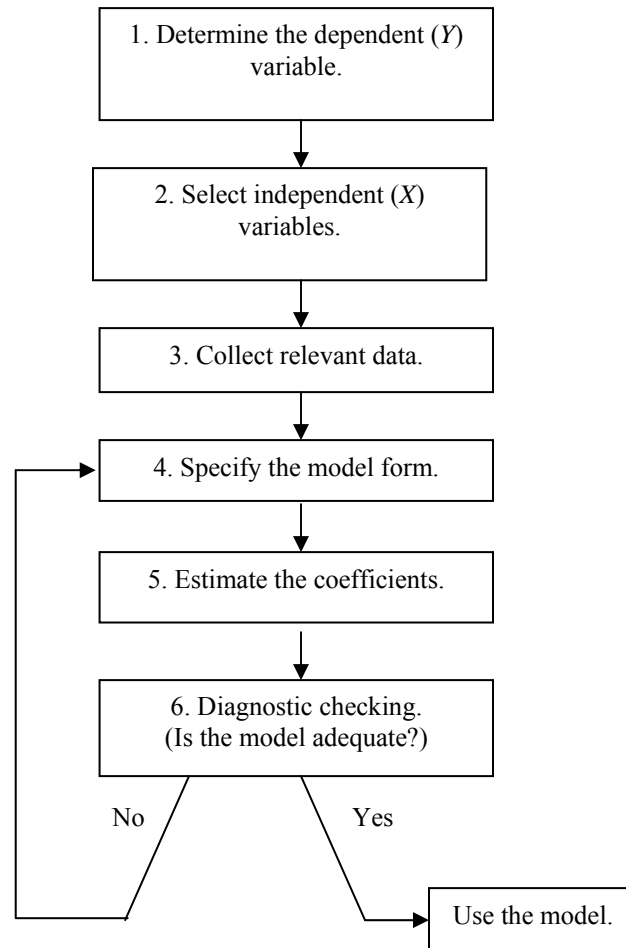 1. Determine the dependent (Y)
variable.
2. Select independent (X)
variables.
3. Collect relevant data.
4. Specify the model form.
5. Estimate the coefficients.
6. Diagnostic checking.
(Is the model adequate?)
No
Yes
Use the model.